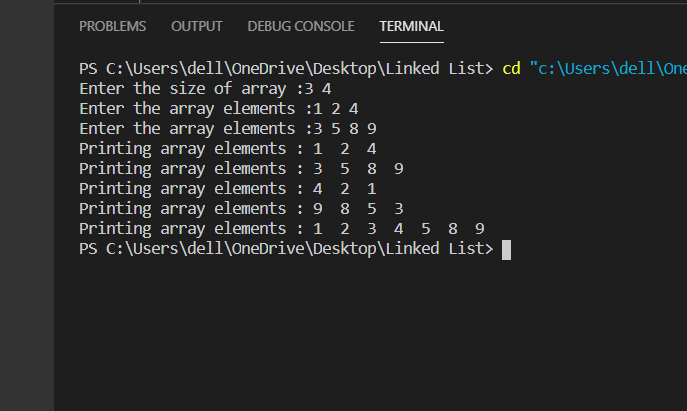 PROBLEMS OUTPUT DEBUG CONSOLE TERMINAL
PS C:\Users\dell\OneDrive\Desktop\Linked List> cd "c:\Users\dell\One
Enter the size of array :3 4
Enter the array elements :1 2 4
Enter the array elements :3 5 8 9
Printing array elements : 1  2  4
Printing array elements : 3  5  8  9
Printing array elements : 4  2  1
Printing array elements : 9  8  5  3
Printing array elements : 1  2  3  4  5  8  9
PS C:\Users\dell\OneDrive\Desktop\Linked List>